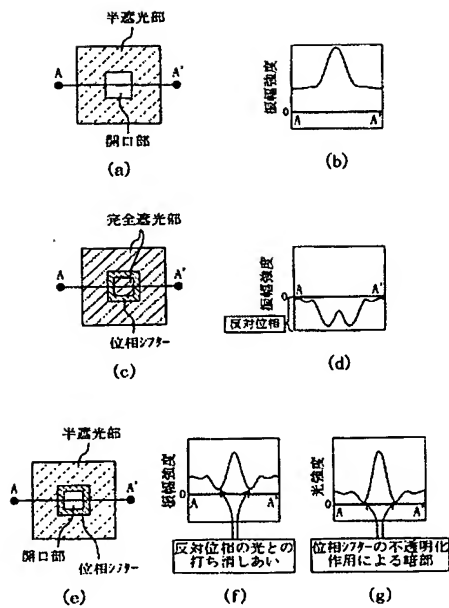 半遮光部
A
A'
開口部
(a)
振幅強度
0
A
A'
(b)
完全遮光部
A
A'
位相シフター
(c)
振幅強度
0
A
A'
反対位相
(d)
半遮光部
A
A'
開口部
位相シフター
(e)
振幅強度
0
A
A'
反対位相の光との
打ち消しあい
(f)
光強度
0
A
A'
位相シフターの不透明化
作用による暗部
(g)